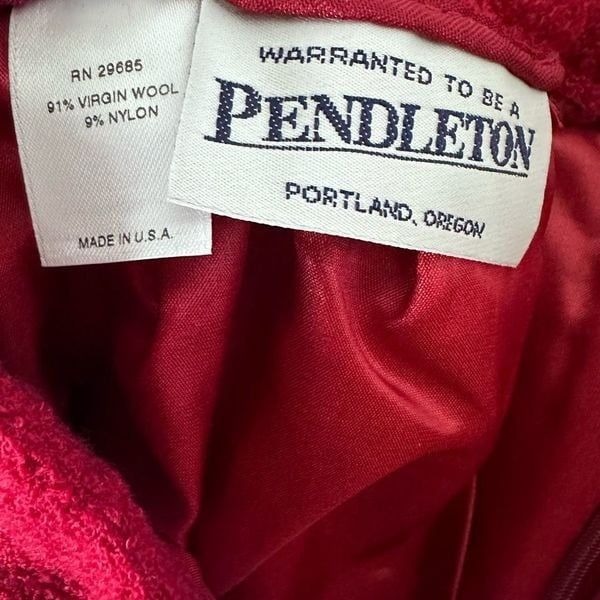 RN 29685
91% VIRGIN WOOL
9% NYLON
MADE IN U.S.A.
WARRANTED TO BE A
PENDLETON
PORTLAND, OREGON